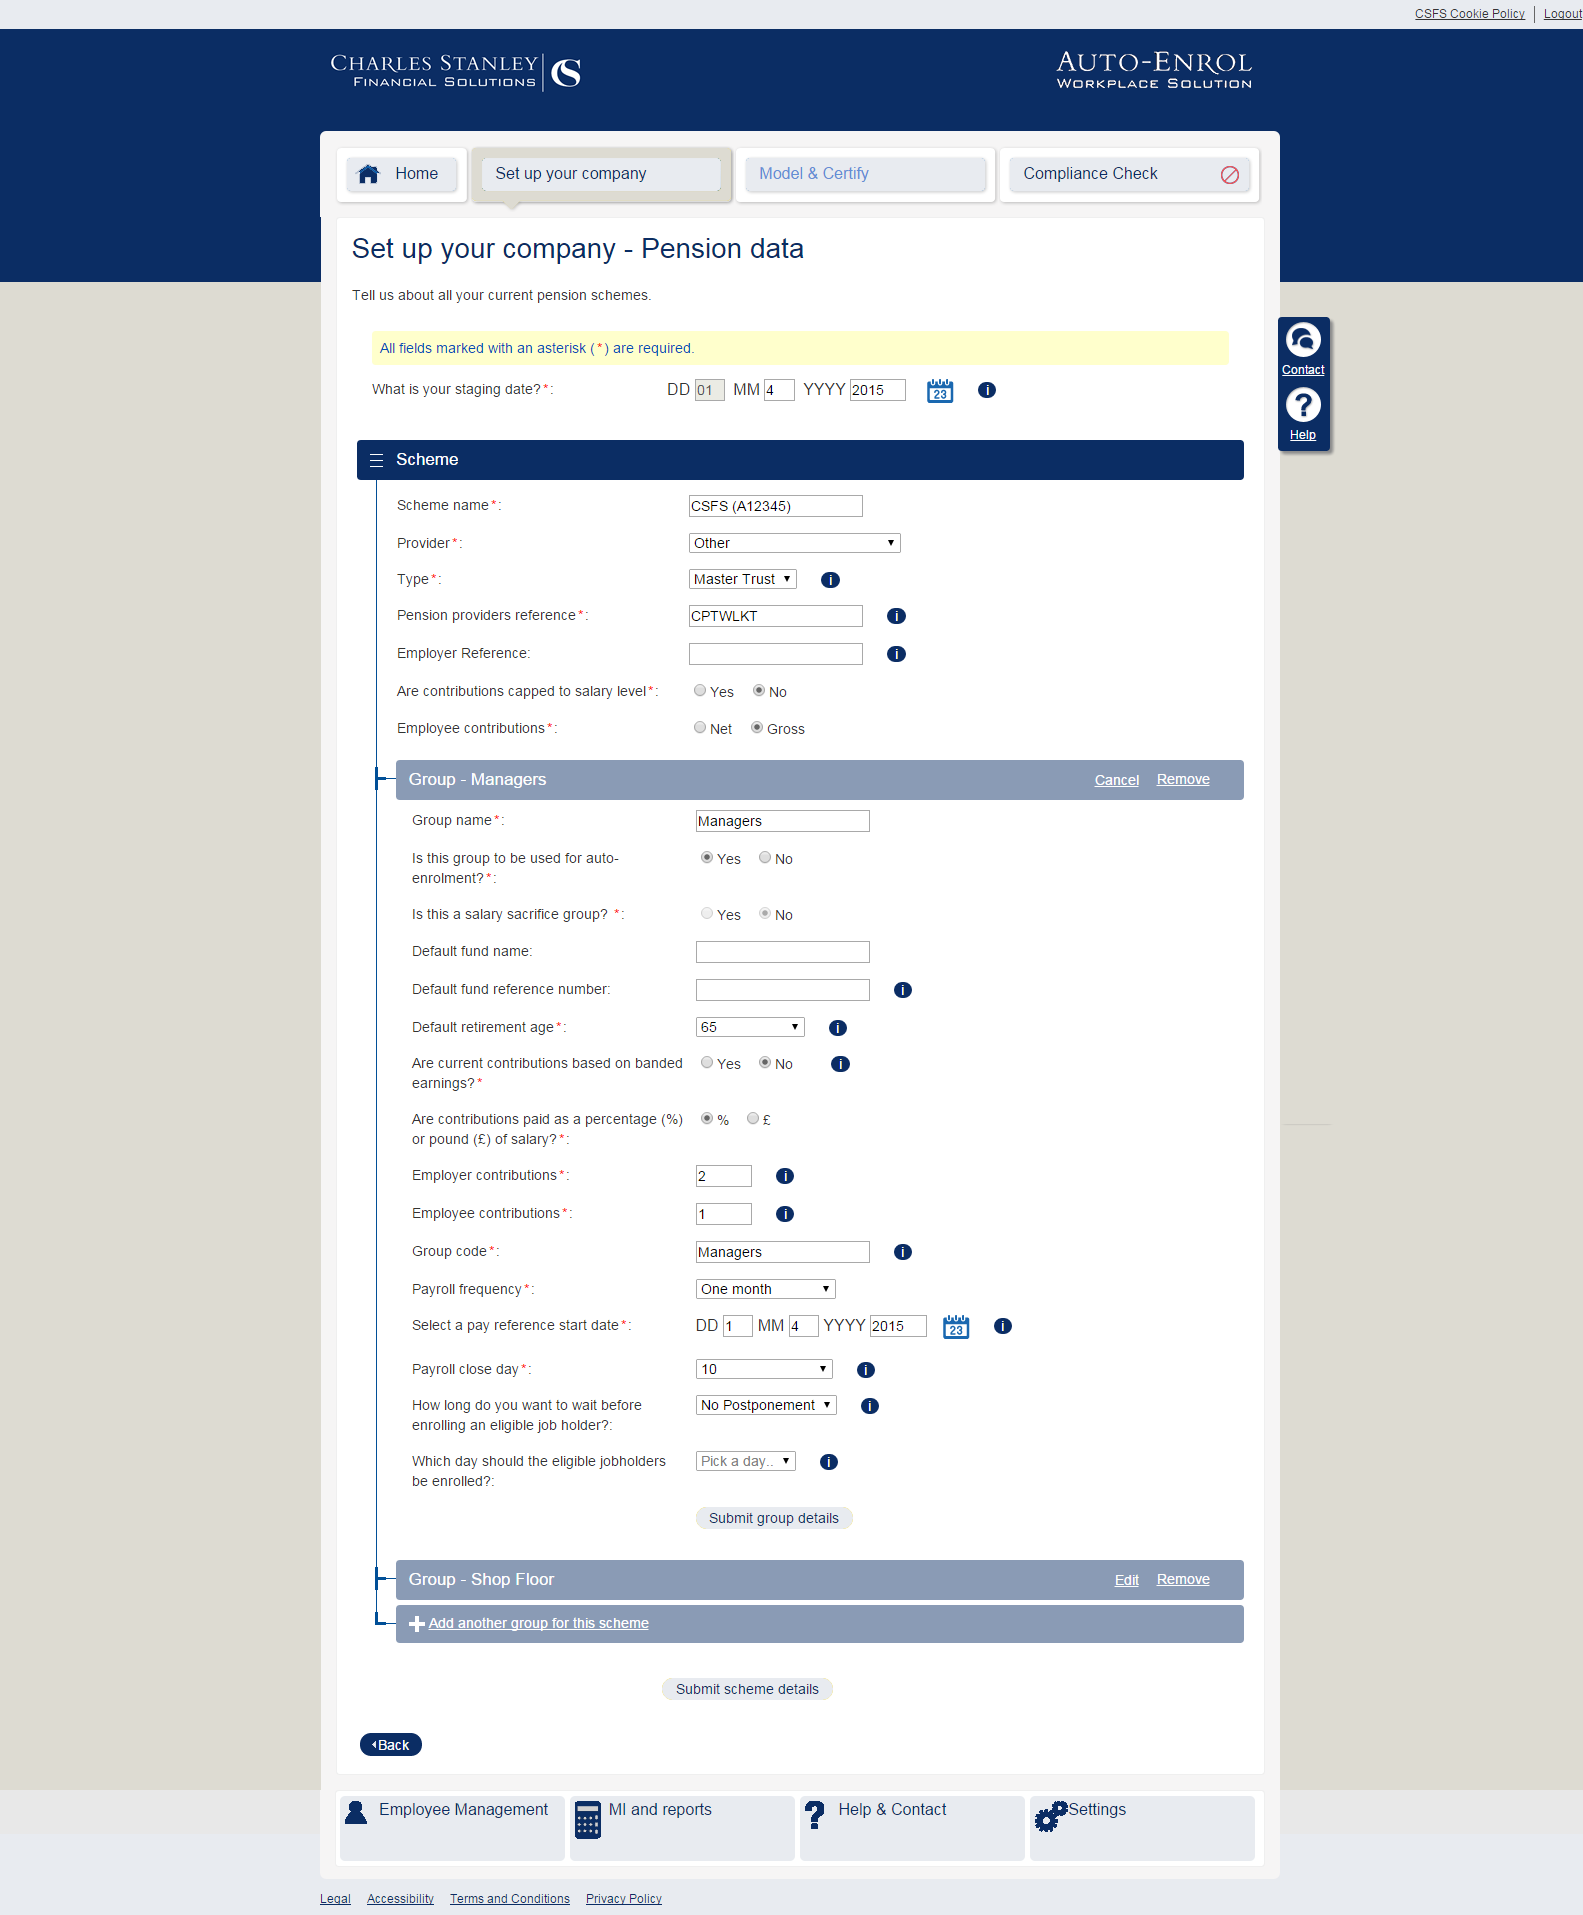 CSFS Cookie Policy Logout
CHARLES STANLEY
FINANCIAL SOLUTIONS
AUTO-ENROL
WORKPLACE SOLUTION
Home Set up your company Model & Certify Compliance Check
Set up your company - Pension data
Tell us about all your current pension schemes.
All fields marked with an asterisk (*) are required.
What is your staging date?*: DD 01 MM 4 YYYY 2015 23 i
Contact
Help
Scheme
Scheme name*: CSFS (A12345)
Provider*: Other
Type*: Master Trust i
Pension providers reference*: CPTWLKT i
Employer Reference: i
Are contributions capped to salary level*: Yes No
Employee contributions*: Net Gross
Group - Managers Cancel Remove
Group name*: Managers
Is this group to be used for auto-
enrolment?*: Yes No
Is this a salary sacrifice group? *: Yes No
Default fund name:
Default fund reference number: i
Default retirement age*: 65 i
Are current contributions based on banded
earnings?* Yes No i
Are contributions paid as a percentage (%)
or pound (£) of salary?*: % £
Employer contributions*: 2 i
Employee contributions*: 1 i
Group code*: Managers i
Payroll frequency*: One month
Select a pay reference start date*: DD 1 MM 4 YYYY 2015 23 i
Payroll close day*: 10 i
How long do you want to wait before
enrolling an eligible job holder?: No Postponement i
Which day should the eligible jobholders
be enrolled?: Pick a day.. i
Submit group details
Group - Shop Floor Edit Remove
Add another group for this scheme
Submit scheme details
Back
Employee Management MI and reports Help & Contact Settings
Legal Accessibility Terms and Conditions Privacy Policy